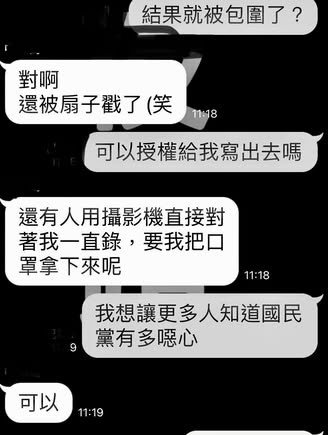 結果就被包圍了？
對啊
還被扇子戳了(笑
11:18
可以授權給我寫出去嗎
還有人用攝影機直接對
著我一直錄，要我把口
罩拿下來呢
11:18
我想讓更多人知道國民
黨有多噁心
9
可以
11:19